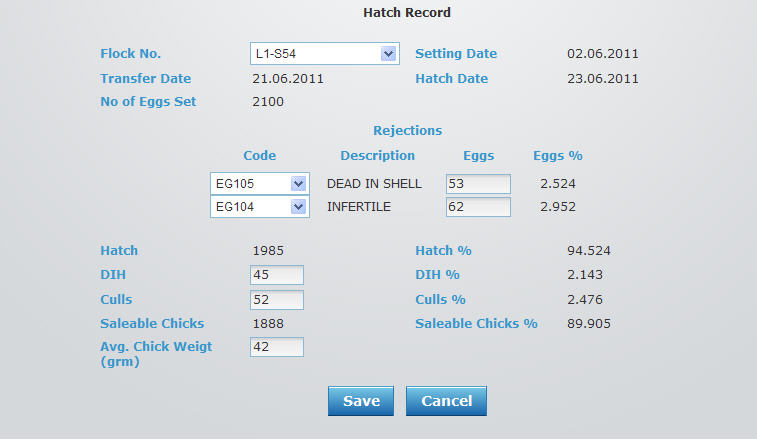 Hatch Record
Flock No. L1-S54 Setting Date 02.06.2011
Transfer Date 21.06.2011 Hatch Date 23.06.2011
No of Eggs Set 2100
Rejections
Code Description Eggs Eggs %
EG105 DEAD IN SHELL 53 2.524
EG104 INFERTILE 62 2.952
Hatch 1985 Hatch % 94.524
DIH 45 DIH % 2.143
Culls 52 Culls % 2.476
Saleable Chicks 1888 Saleable Chicks % 89.905
Avg. Chick Weigt 42
(grm)
Save Cancel